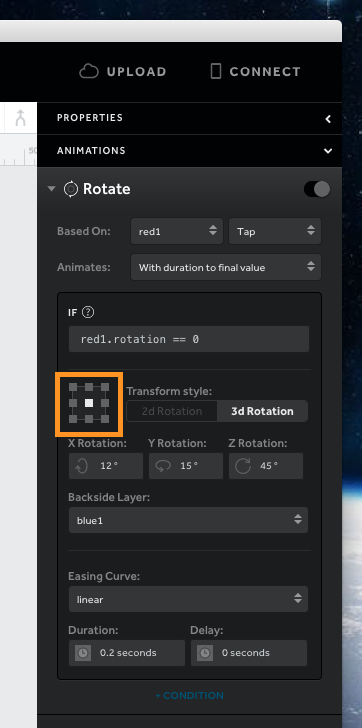 UPLOAD CONNECT
PROPERTIES
50
ANIMATIONS
Rotate
Based On: red1 Tap
Animates: With duration to final value
IF ?
red1.rotation == 0
Transform style:
2d Rotation 3d Rotation
X Rotation: Y Rotation: Z Rotation:
12° 15° 45°
Backside Layer:
blue1
Easing Curve:
linear
Duration: Delay:
0.2 seconds 0 seconds
+ CONDITION